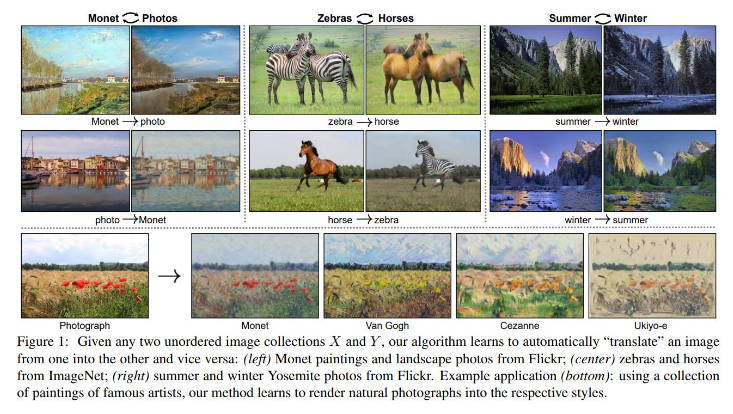 Monet ⇄ Photos
Zebras ⇄ Horses
Summer ⇄ Winter
Monet → photo
zebra → horse
summer → winter
photo → Monet
horse → zebra
winter → summer
Photograph
Monet
Van Gogh
Cezanne
Ukiyo-e
Figure 1: Given any two unordered image collections X and Y, our algorithm learns to automatically “translate” an image
from one into the other and vice versa: (left) Monet paintings and landscape photos from Flickr; (center) zebras and horses
from ImageNet; (right) summer and winter Yosemite photos from Flickr. Example application (bottom): using a collection
of paintings of famous artists, our method learns to render natural photographs into the respective styles.